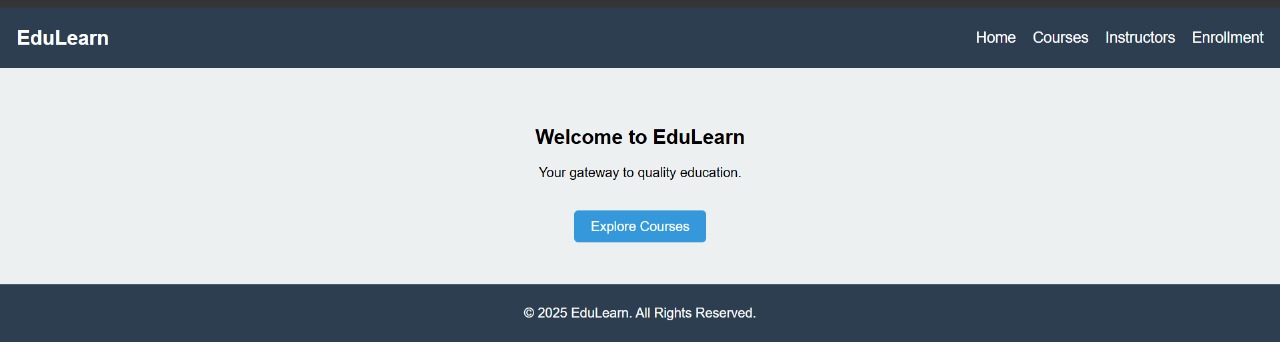 EduLearn
Home Courses Instructors Enrollment
Welcome to EduLearn
Your gateway to quality education.
Explore Courses
© 2025 EduLearn. All Rights Reserved.